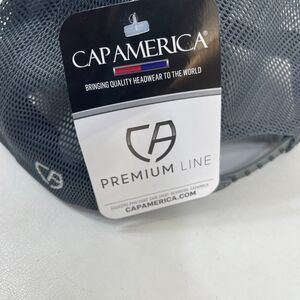 CAP AMERICA®
BRINGING QUALITY HEADWEAR TO THE WORLD
CA
PREMIUM LINE
CAPAMERICA.COM